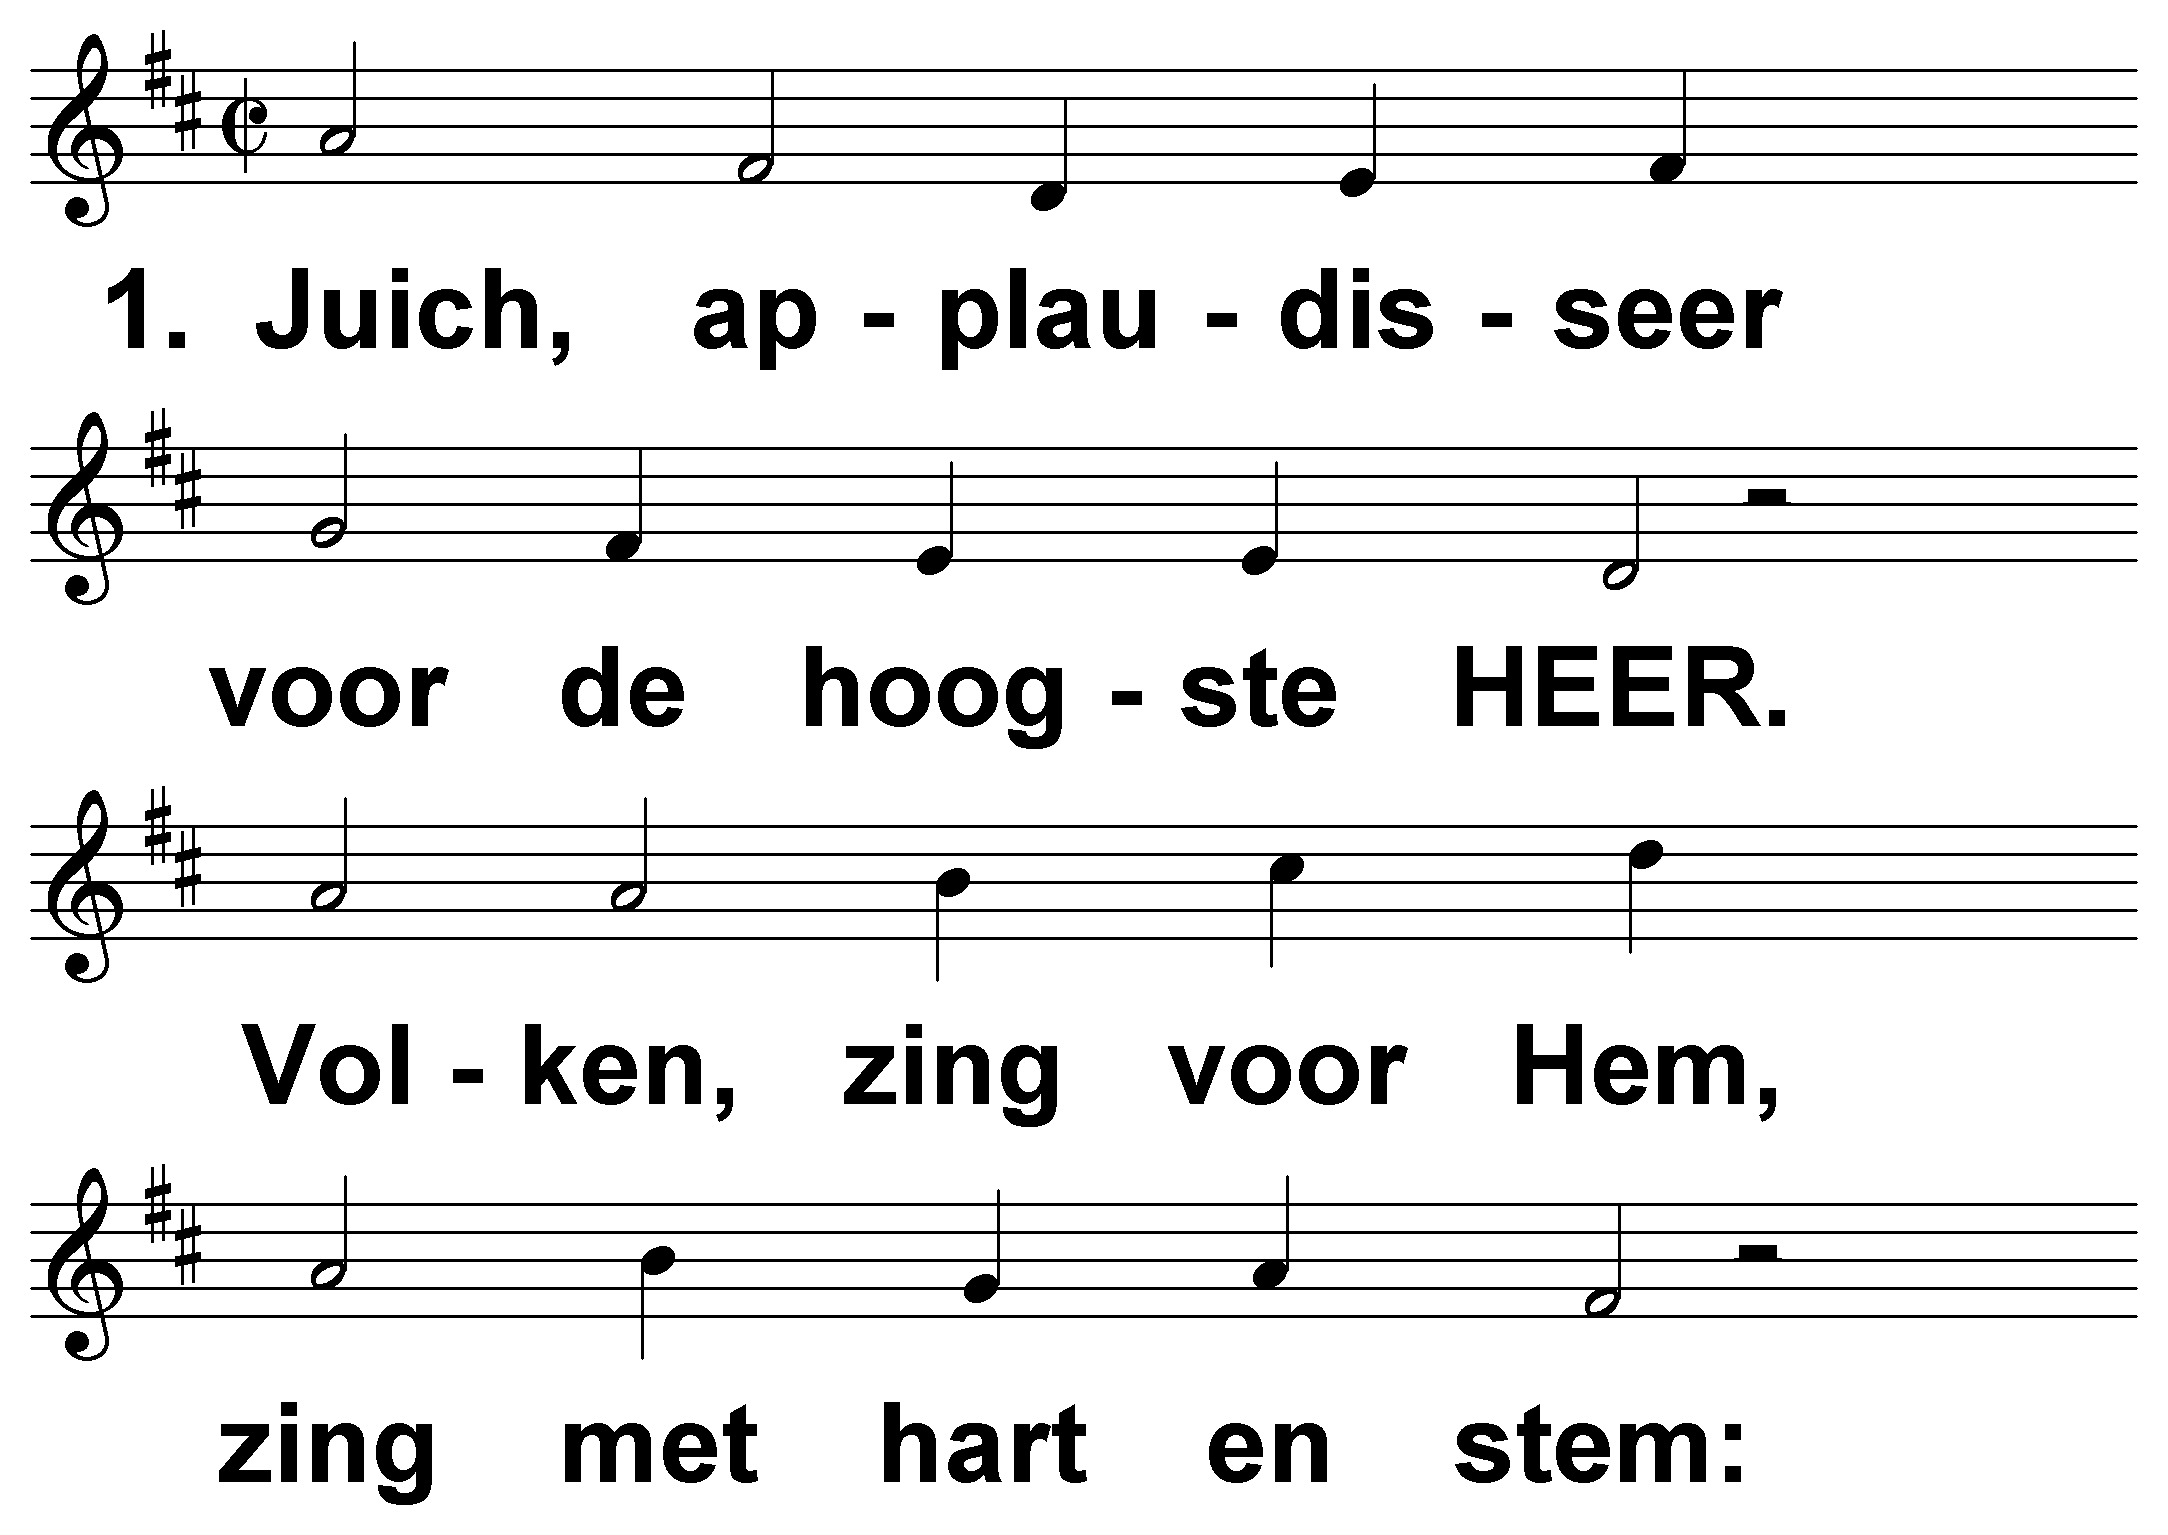 1. Juich, ap - plau - dis - seer
voor de hoog - ste HEER.
Vol - ken, zing voor Hem,
zing met hart en stem: